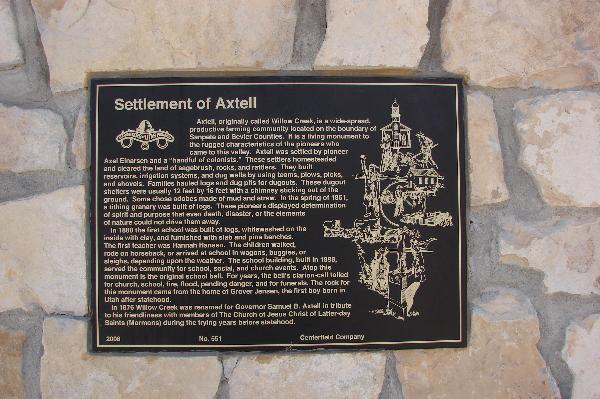 Settlement of Axtell
Axtell, originally called Willow Creek, is a wide-spread,
productive farming community located on the boundary of
Sanpete and Sevier Counties. It is a living monument to
the rugged characteristics of the pioneers who
came to this valley. Axtell was settled by pioneer
Axel Einarsen and a "handful of colonists." These settlers homesteaded
and cleared the land of sagebrush, rocks, and rattlers. They built
reservoirs, irrigation systems, and dug wells by using teams, plows, picks,
and shovels. Families hauled logs and dug pits for dugouts. These dugout
shelters were usually 12 feet by 16 feet with a chimney sticking out of the
ground. Some chose adobes made of mud and straw. In the spring of 1881,
a tithing granary was built of logs. These pioneers displayed determination
of spirit and purpose that even death, disaster, or the elements
of nature could not drive them away.
In 1880 the first school was built of logs, whitewashed on the
inside with clay, and furnished with slab and pine benches.
The first teacher was Hannah Hansen. The children walked,
rode on horseback, or arrived at school in wagons, buggies, or
sleighs, depending upon the weather. The school building, built in 1898,
served the community for school, social, and church events. Atop this
monument is the original school bell. For years, the bell's clarion-call tolled
for church, school, fire, flood, pending danger, and for funerals. The rock for
this monument came from the home of Grover Jensen, the first boy born in
Utah after statehood.
In 1876 Willow Creek was renamed for Governor Samuel B. Axtell in tribute
to his friendliness with members of The Church of Jesus Christ of Latter-day
Saints (Mormons) during the trying years before statehood.
2008 No. 551 Centerfield Company